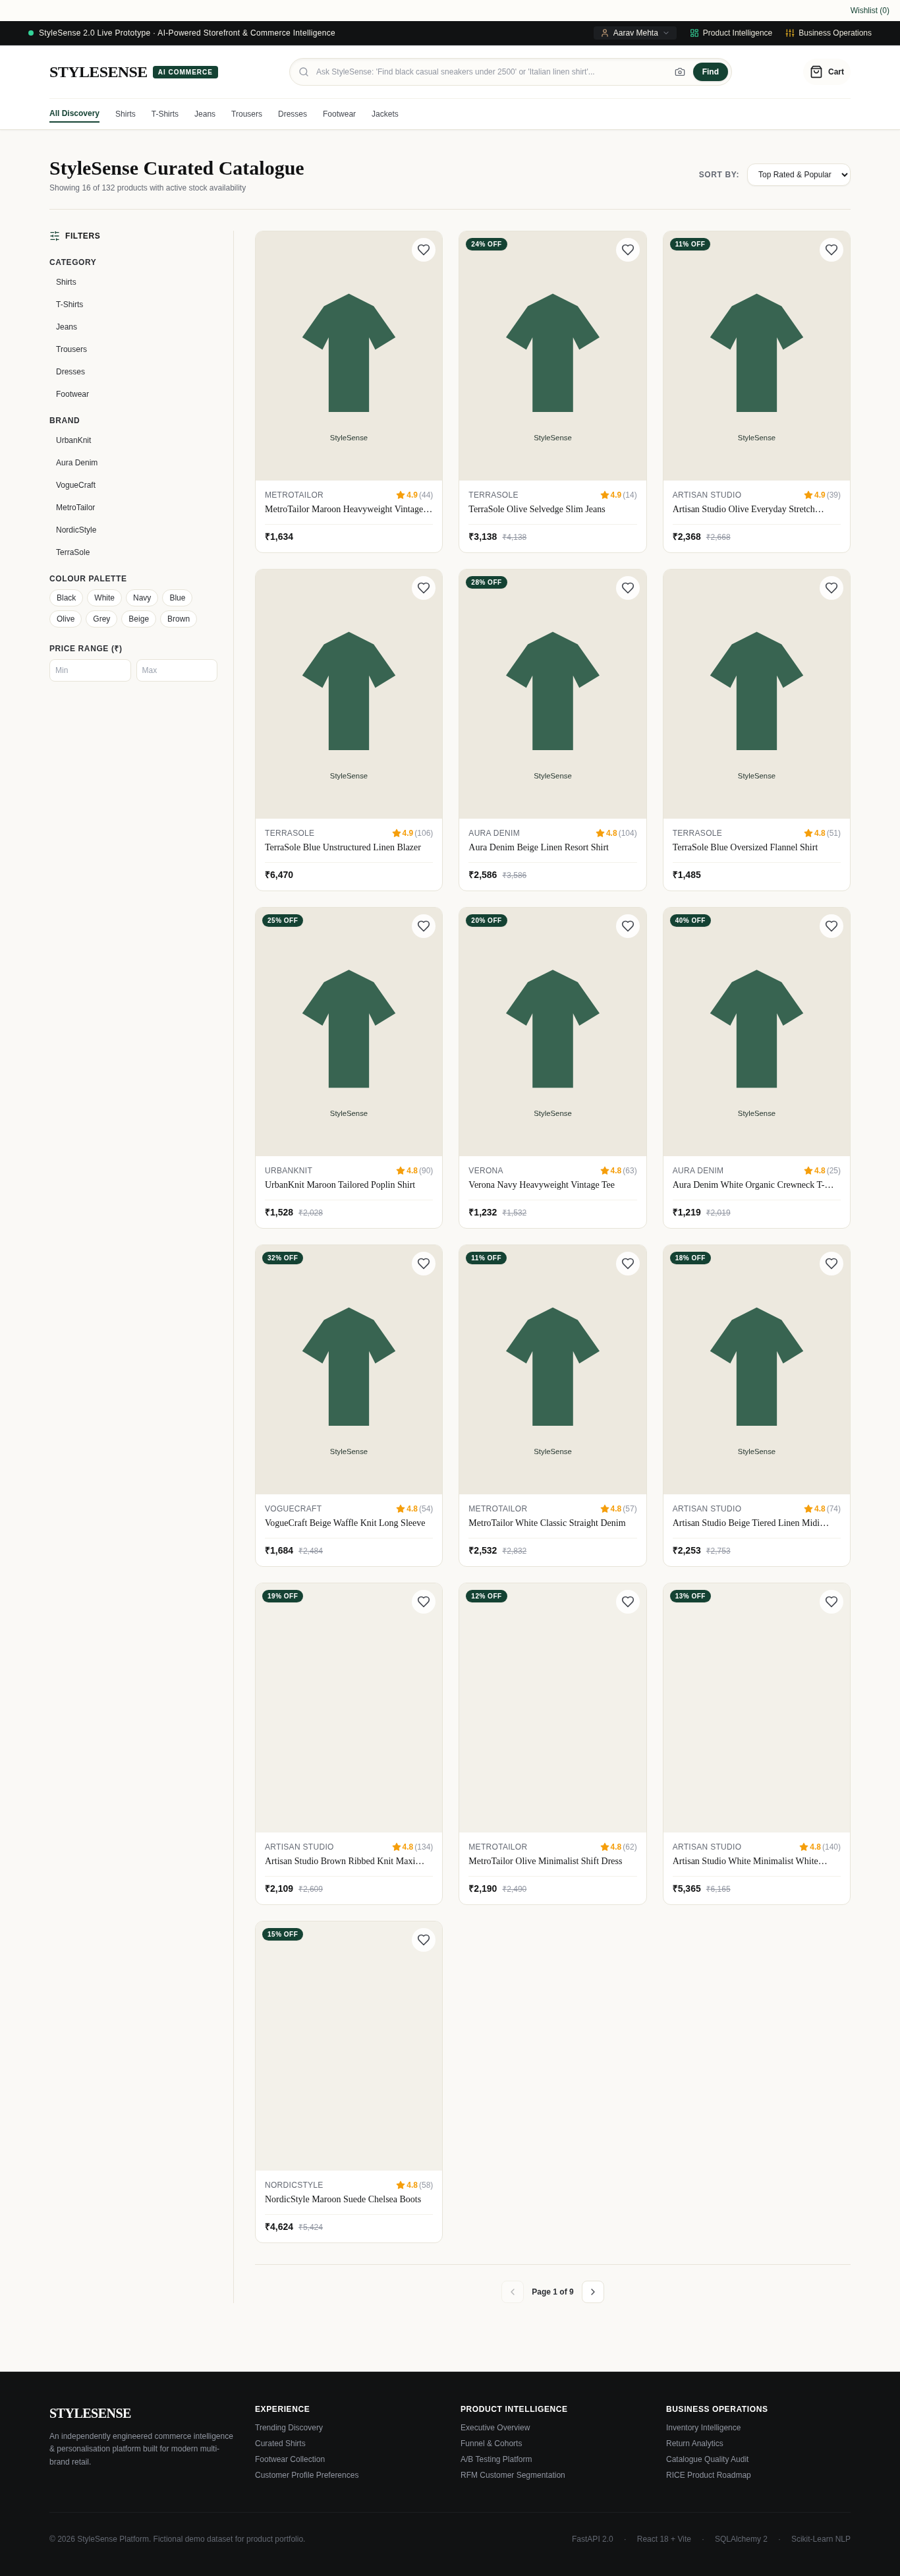 Wishlist (0)
StyleSense 2.0 Live Prototype · AI-Powered Storefront & Commerce Intelligence
Aarav Mehta
Product Intelligence
Business Operations
STYLESENSE
AI COMMERCE
Ask StyleSense: 'Find black casual sneakers under 2500' or 'Italian linen shirt'...
Find
Cart
All Discovery
Shirts
T-Shirts
Jeans
Trousers
Dresses
Footwear
Jackets
StyleSense Curated Catalogue
Showing 16 of 132 products with active stock availability
SORT BY:
Top Rated & Popular
FILTERS
CATEGORY
Shirts
T-Shirts
Jeans
Trousers
Dresses
Footwear
BRAND
UrbanKnit
Aura Denim
VogueCraft
MetroTailor
NordicStyle
TerraSole
COLOUR PALETTE
Black White Navy Blue
Olive Grey Beige Brown
PRICE RANGE (₹)
Min Max
StyleSense
METROTAILOR 4.9 (44)
MetroTailor Maroon Heavyweight Vintage…
₹1,634
24% OFF
StyleSense
TERRASOLE 4.9 (14)
TerraSole Olive Selvedge Slim Jeans
₹3,138 ₹4,138
11% OFF
StyleSense
ARTISAN STUDIO 4.9 (39)
Artisan Studio Olive Everyday Stretch…
₹2,368 ₹2,668
StyleSense
TERRASOLE 4.9 (106)
TerraSole Blue Unstructured Linen Blazer
₹6,470
28% OFF
StyleSense
AURA DENIM 4.8 (104)
Aura Denim Beige Linen Resort Shirt
₹2,586 ₹3,586
StyleSense
TERRASOLE 4.8 (51)
TerraSole Blue Oversized Flannel Shirt
₹1,485
25% OFF
StyleSense
URBANKNIT 4.8 (90)
UrbanKnit Maroon Tailored Poplin Shirt
₹1,528 ₹2,028
20% OFF
StyleSense
VERONA 4.8 (63)
Verona Navy Heavyweight Vintage Tee
₹1,232 ₹1,532
40% OFF
StyleSense
AURA DENIM 4.8 (25)
Aura Denim White Organic Crewneck T-…
₹1,219 ₹2,019
32% OFF
StyleSense
VOGUECRAFT 4.8 (54)
VogueCraft Beige Waffle Knit Long Sleeve
₹1,684 ₹2,484
11% OFF
StyleSense
METROTAILOR 4.8 (57)
MetroTailor White Classic Straight Denim
₹2,532 ₹2,832
18% OFF
StyleSense
ARTISAN STUDIO 4.8 (74)
Artisan Studio Beige Tiered Linen Midi…
₹2,253 ₹2,753
19% OFF
ARTISAN STUDIO 4.8 (134)
Artisan Studio Brown Ribbed Knit Maxi…
₹2,109 ₹2,609
12% OFF
METROTAILOR 4.8 (62)
MetroTailor Olive Minimalist Shift Dress
₹2,190 ₹2,490
13% OFF
ARTISAN STUDIO 4.8 (140)
Artisan Studio White Minimalist White…
₹5,365 ₹6,165
15% OFF
NORDICSTYLE 4.8 (58)
NordicStyle Maroon Suede Chelsea Boots
₹4,624 ₹5,424
Page 1 of 9
STYLESENSE
An independently engineered commerce intelligence
& personalisation platform built for modern multi-
brand retail.
EXPERIENCE
Trending Discovery
Curated Shirts
Footwear Collection
Customer Profile Preferences
PRODUCT INTELLIGENCE
Executive Overview
Funnel & Cohorts
A/B Testing Platform
RFM Customer Segmentation
BUSINESS OPERATIONS
Inventory Intelligence
Return Analytics
Catalogue Quality Audit
RICE Product Roadmap
© 2026 StyleSense Platform. Fictional demo dataset for product portfolio.
FastAPI 2.0 · React 18 + Vite · SQLAlchemy 2 · Scikit-Learn NLP